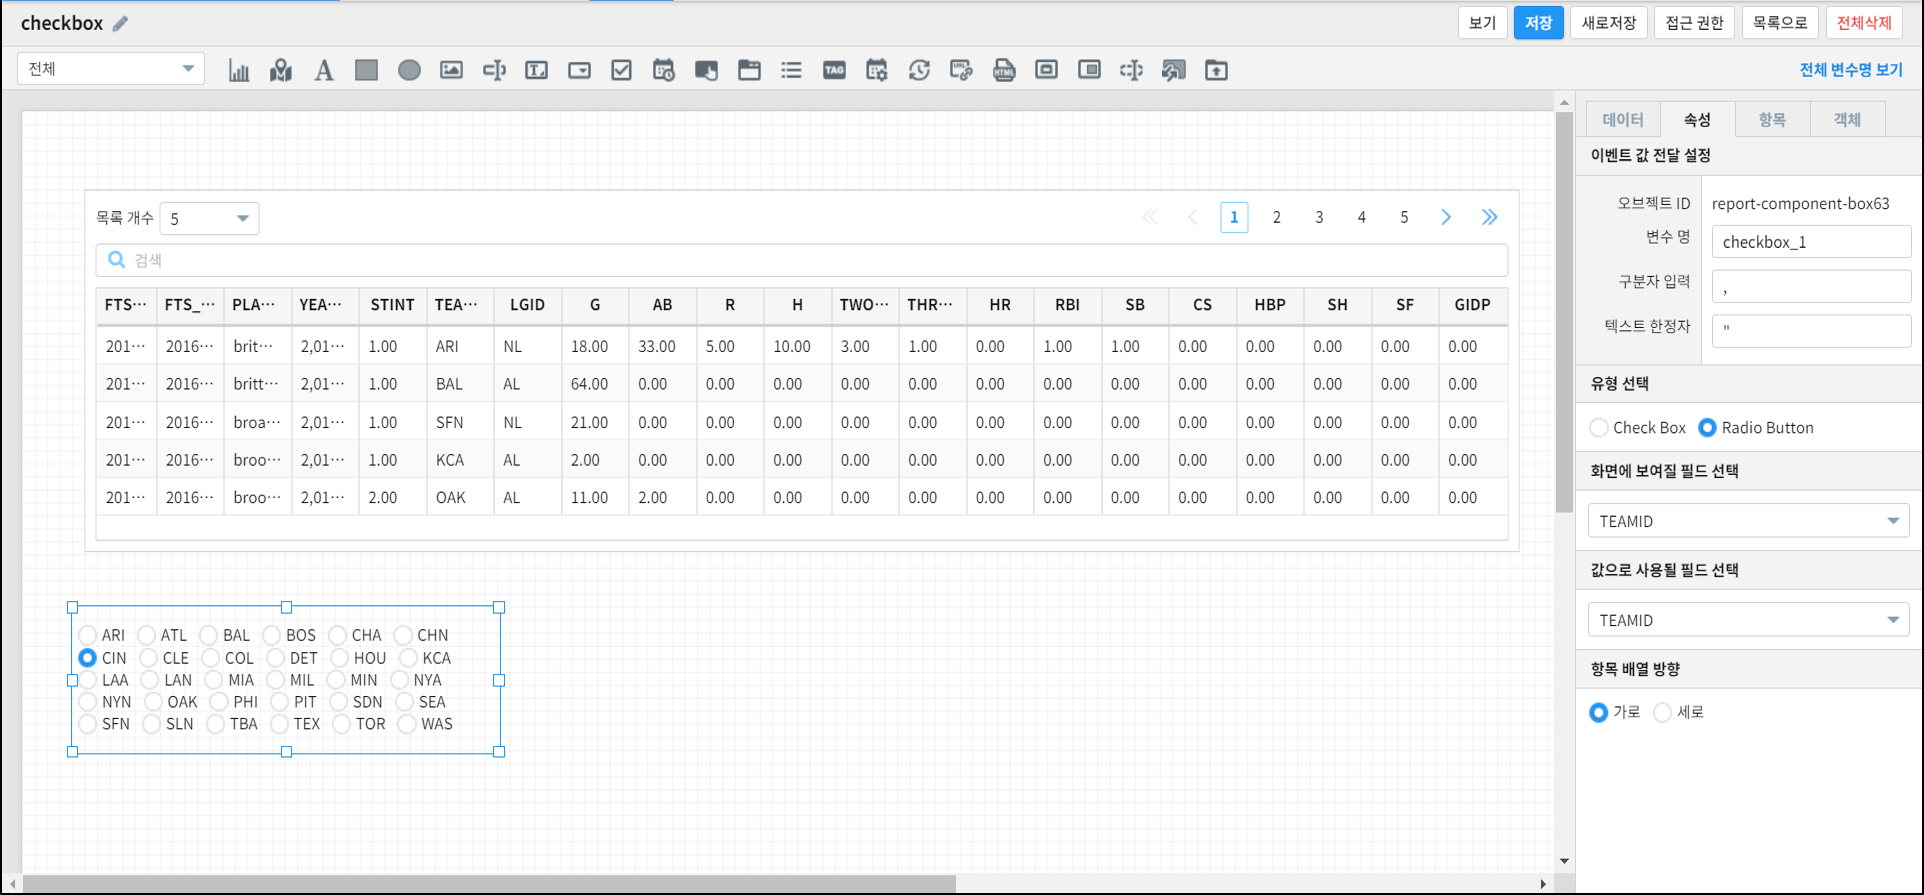 checkbox
보기 저장 새로저장 접근 권한 목록으로 전체삭제
전체
A T TAG URL HTML
전체 변수명 보기
데이터 속성 항목 객체
이벤트 값 전달 설정
오브젝트 ID report-component-box63
변수 명 checkbox_1
구분자 입력 ,
텍스트 한정자 "
유형 선택
Check Box Radio Button
화면에 보여질 필드 선택
TEAMID
값으로 사용될 필드 선택
TEAMID
항목 배열 방향
가로 세로
목록 개수 5
1 2 3 4 5
검색
FTS··· FTS_··· PLA··· YEA··· STINT TEA··· LGID G AB R H TWO··· THR··· HR RBI SB CS HBP SH SF GIDP
201··· 2016··· brit··· 2,01··· 1.00 ARI NL 18.00 33.00 5.00 10.00 3.00 1.00 0.00 1.00 1.00 0.00 0.00 0.00 0.00 0.00
201··· 2016··· britt··· 2,01··· 1.00 BAL AL 64.00 0.00 0.00 0.00 0.00 0.00 0.00 0.00 0.00 0.00 0.00 0.00 0.00 0.00
201··· 2016··· broa··· 2,01··· 1.00 SFN NL 21.00 0.00 0.00 0.00 0.00 0.00 0.00 0.00 0.00 0.00 0.00 0.00 0.00 0.00
201··· 2016··· broo··· 2,01··· 1.00 KCA AL 2.00 0.00 0.00 0.00 0.00 0.00 0.00 0.00 0.00 0.00 0.00 0.00 0.00 0.00
201··· 2016··· broo··· 2,01··· 2.00 OAK AL 11.00 2.00 0.00 0.00 0.00 0.00 0.00 0.00 0.00 0.00 0.00 0.00 0.00 0.00
ARI ATL BAL BOS CHA CHN
CIN CLE COL DET HOU KCA
LAA LAN MIA MIL MIN NYA
NYN OAK PHI PIT SDN SEA
SFN SLN TBA TEX TOR WAS